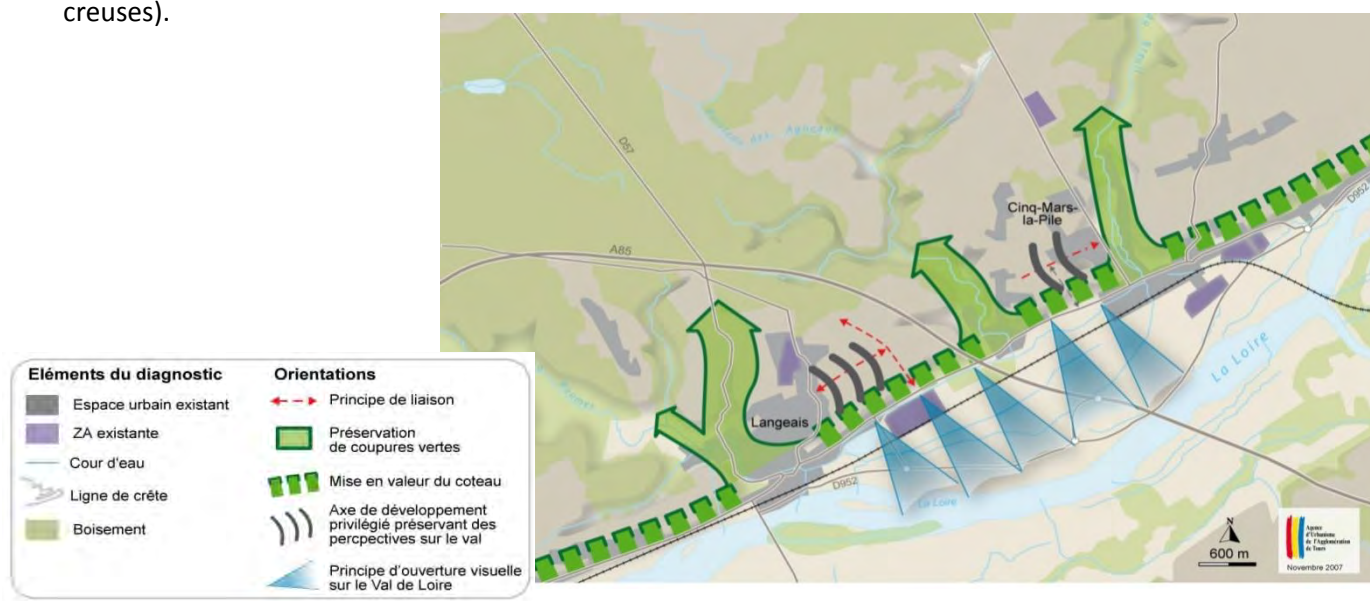 creuses).
D57
Cinq-Mars-
la-Pile
D952
A85
La Loire
Langeais
D952
La Loire
N
600 m
Agence
d'Urbanisme
de l'Agglomération
de Tours
Novembre 2007
Eléments du diagnostic
Espace urbain existant
ZA existante
Cour d'eau
Ligne de crête
Boisement
Orientations
Principe de liaison
Préservation
de coupures vertes
Mise en valeur du coteau
Axe de développement
privilégié préservant des
percpectives sur le val
Principe d'ouverture visuelle
sur le Val de Loire